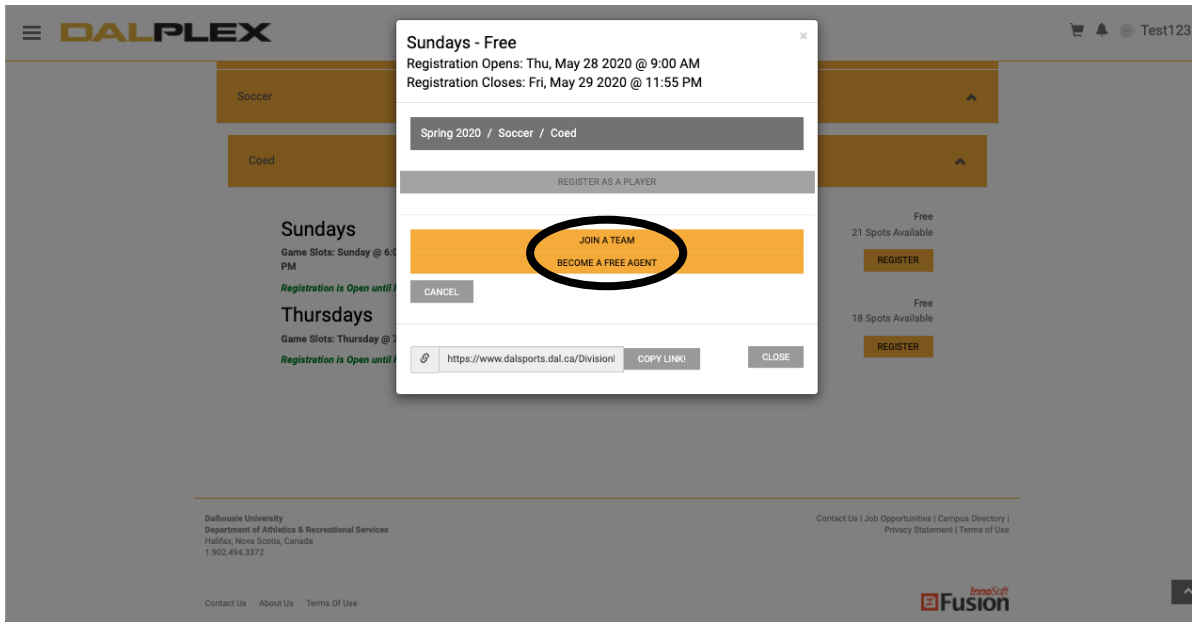 DALPLEX
Test123
Soccer
Coed
Sundays - Free
×
Registration Opens: Thu, May 28 2020 @ 9:00 AM
Registration Closes: Fri, May 29 2020 @ 11:55 PM
Spring 2020 / Soccer / Coed
REGISTER AS A PLAYER
JOIN A TEAM
BECOME A FREE AGENT
CANCEL
https://www.dalsports.dal.ca/Division
COPY LINK!
CLOSE
Sundays
Game Slots: Sunday @ 6:0
PM
Registration is Open until
Free
21 Spots Available
REGISTER
Thursdays
Game Slots: Thursday @ 7
Registration is Open until
Free
18 Spots Available
REGISTER
Dalhousie University
Department of Athletics & Recreational Services
Halifax, Nova Scotia, Canada
1.902.494.3372
Contact Us | Job Opportunities | Campus Directory |
Privacy Statement | Terms of Use
Contact Us About Us Terms Of Use
InnoSoft
Fusion